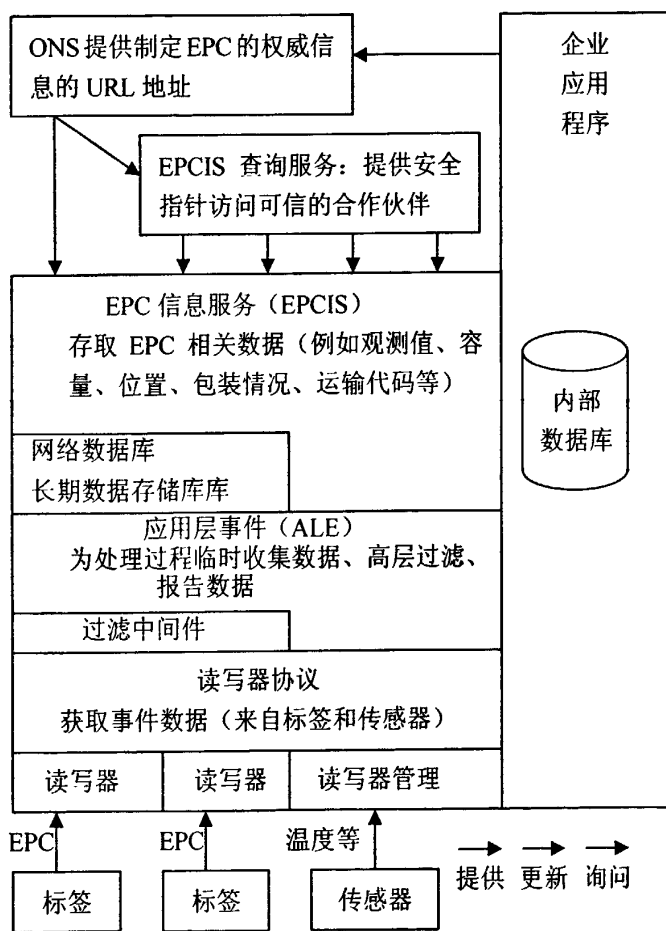 ONS提供制定EPC的权威信
息的 URL 地址
企业
应用
程序
EPCIS 查询服务：提供安全
指针访问可信的合作伙伴
EPC 信息服务（EPCIS）
存取 EPC 相关数据（例如观测值、容
量、位置、包装情况、运输代码等）
内部
数据库
网络数据库
长期数据存储库库
应用层事件（ALE）
为处理过程临时收集数据、高层过滤、
报告数据
过滤中间件
读写器协议
获取事件数据（来自标签和传感器）
读写器
读写器
读写器管理
EPC
EPC
温度等
提供 更新 询问
标签
标签
传感器